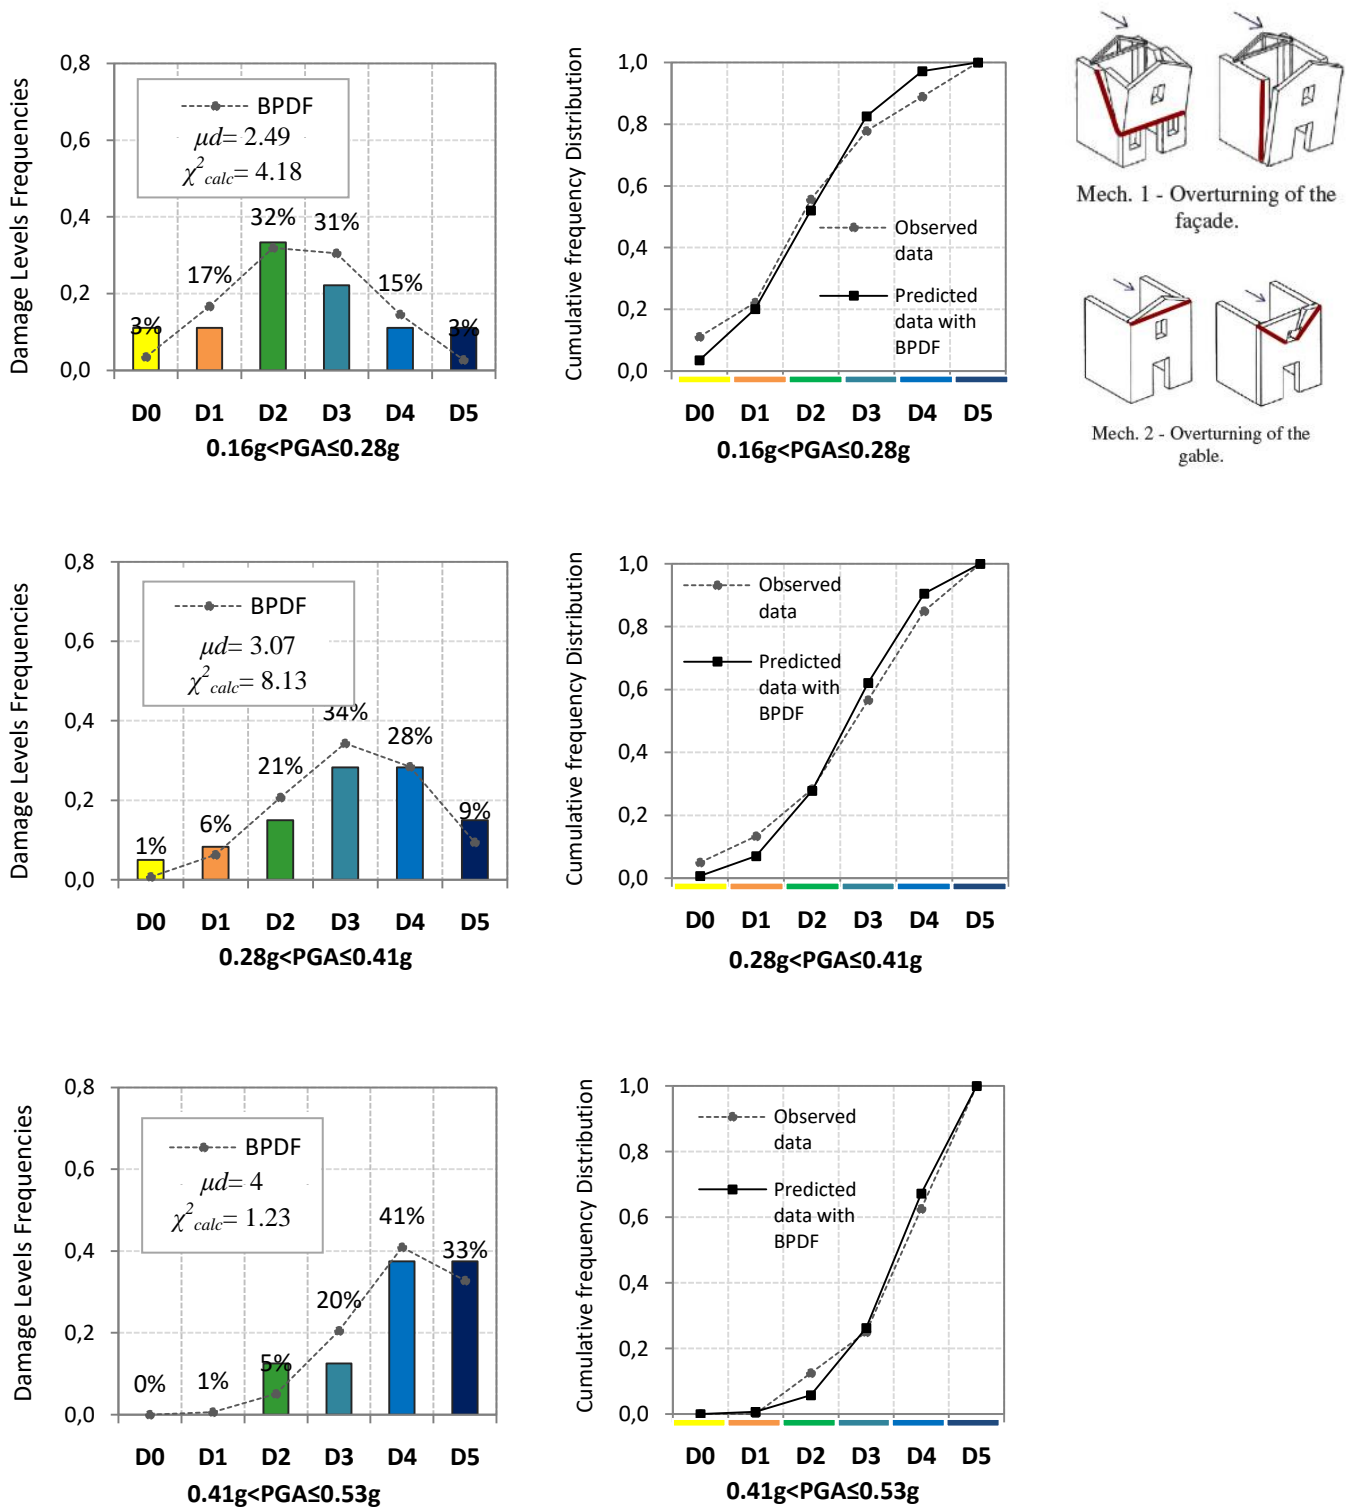 Damage Levels Frequencies
0,8
0,6
0,4
0,2
0,0
BPDF
μd= 2.49
χ²calc= 4.18
3%
17%
32%
31%
15%
3%
D0 D1 D2 D3 D4 D5
0.16g<PGA≤0.28g
Cumulative frequency Distribution
1,0
0,8
0,6
0,4
0,2
0,0
Observed
data
Predicted
data with
BPDF
D0 D1 D2 D3 D4 D5
0.16g<PGA≤0.28g
Mech. 1 - Overturning of the
façade.
Mech. 2 - Overturning of the
gable.
Damage Levels Frequencies
0,8
0,6
0,4
0,2
0,0
BPDF
μd= 3.07
χ²calc= 8.13
1%
6%
21%
34%
28%
9%
D0 D1 D2 D3 D4 D5
0.28g<PGA≤0.41g
Cumulative frequency Distribution
1,0
0,8
0,6
0,4
0,2
0,0
Observed
data
Predicted
data with
BPDF
D0 D1 D2 D3 D4 D5
0.28g<PGA≤0.41g
Damage Levels Frequencies
0,8
0,6
0,4
0,2
0,0
BPDF
μd= 4
χ²calc= 1.23
0%
1%
5%
20%
41%
33%
D0 D1 D2 D3 D4 D5
0.41g<PGA≤0.53g
Cumulative frequency Distribution
1,0
0,8
0,6
0,4
0,2
0,0
Observed
data
Predicted
data with
BPDF
D0 D1 D2 D3 D4 D5
0.41g<PGA≤0.53g